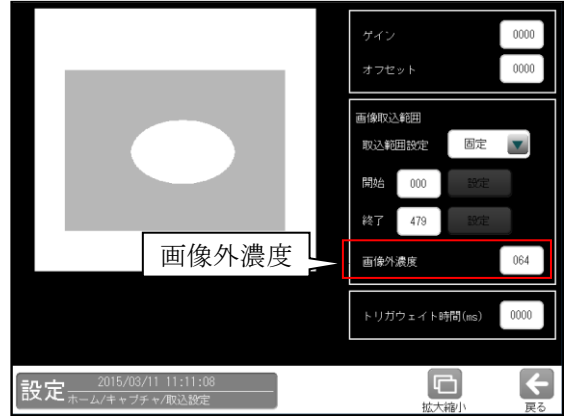 ゲイン 0000
オフセット 0000
画像取込範囲
取込範囲設定 固定
開始 000 設定
終了 479 設定
画像外濃度
画像外濃度 064
トリガウェイト時間(ms) 0000
設定
2015/03/11 11:11:08
ホーム/キャプチャ/取込設定
拡大縮小
戻る